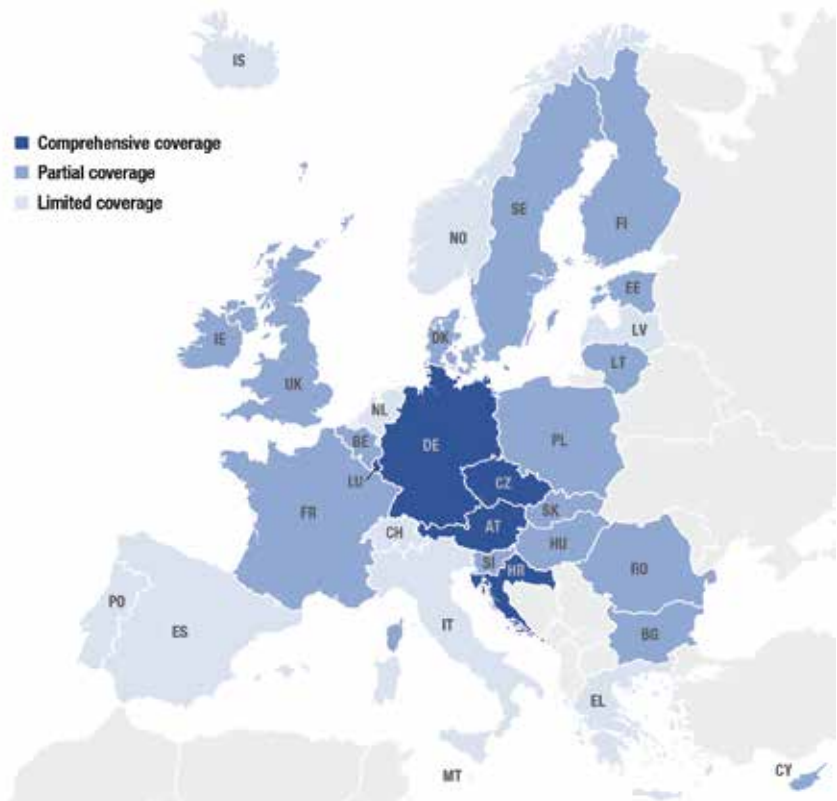 IS
Comprehensive coverage
Partial coverage
Limited coverage
SE
NO
FI
EE
LV
IE
DK
LT
UK
NL
BE
DE
PL
LU
CZ
FR
SK
AT
CH
HU
SI
HR
RO
PO
IT
ES
BG
EL
CY
MT